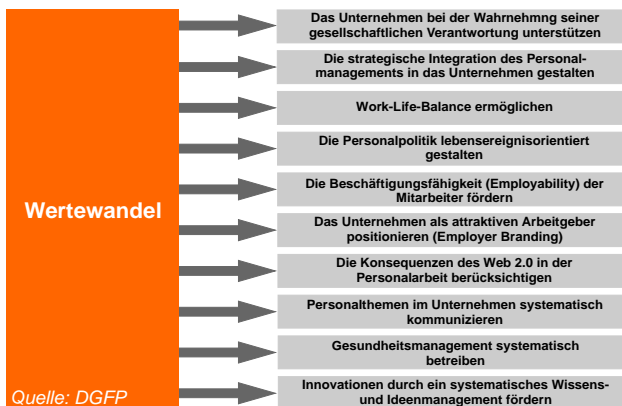 Das Unternehmen bei der Wahrnehmng seiner
gesellschaftlichen Verantwortung unterstützen
Die strategische Integration des Personal-
managements in das Unternehmen gestalten
Work-Life-Balance ermöglichen
Die Personalpolitik lebensereignisorientiert
gestalten
Die Beschäftigungsfähigkeit (Employability) der
Mitarbeiter fördern
Wertewandel
Das Unternehmen als attraktiven Arbeitgeber
positionieren (Employer Branding)
Die Konsequenzen des Web 2.0 in der
Personalarbeit berücksichtigen
Personalthemen im Unternehmen systematisch
kommunizieren
Gesundheitsmanagement systematisch
betreiben
Innovationen durch ein systematisches Wissens-
und Ideenmanagement fördern
Quelle: DGFP